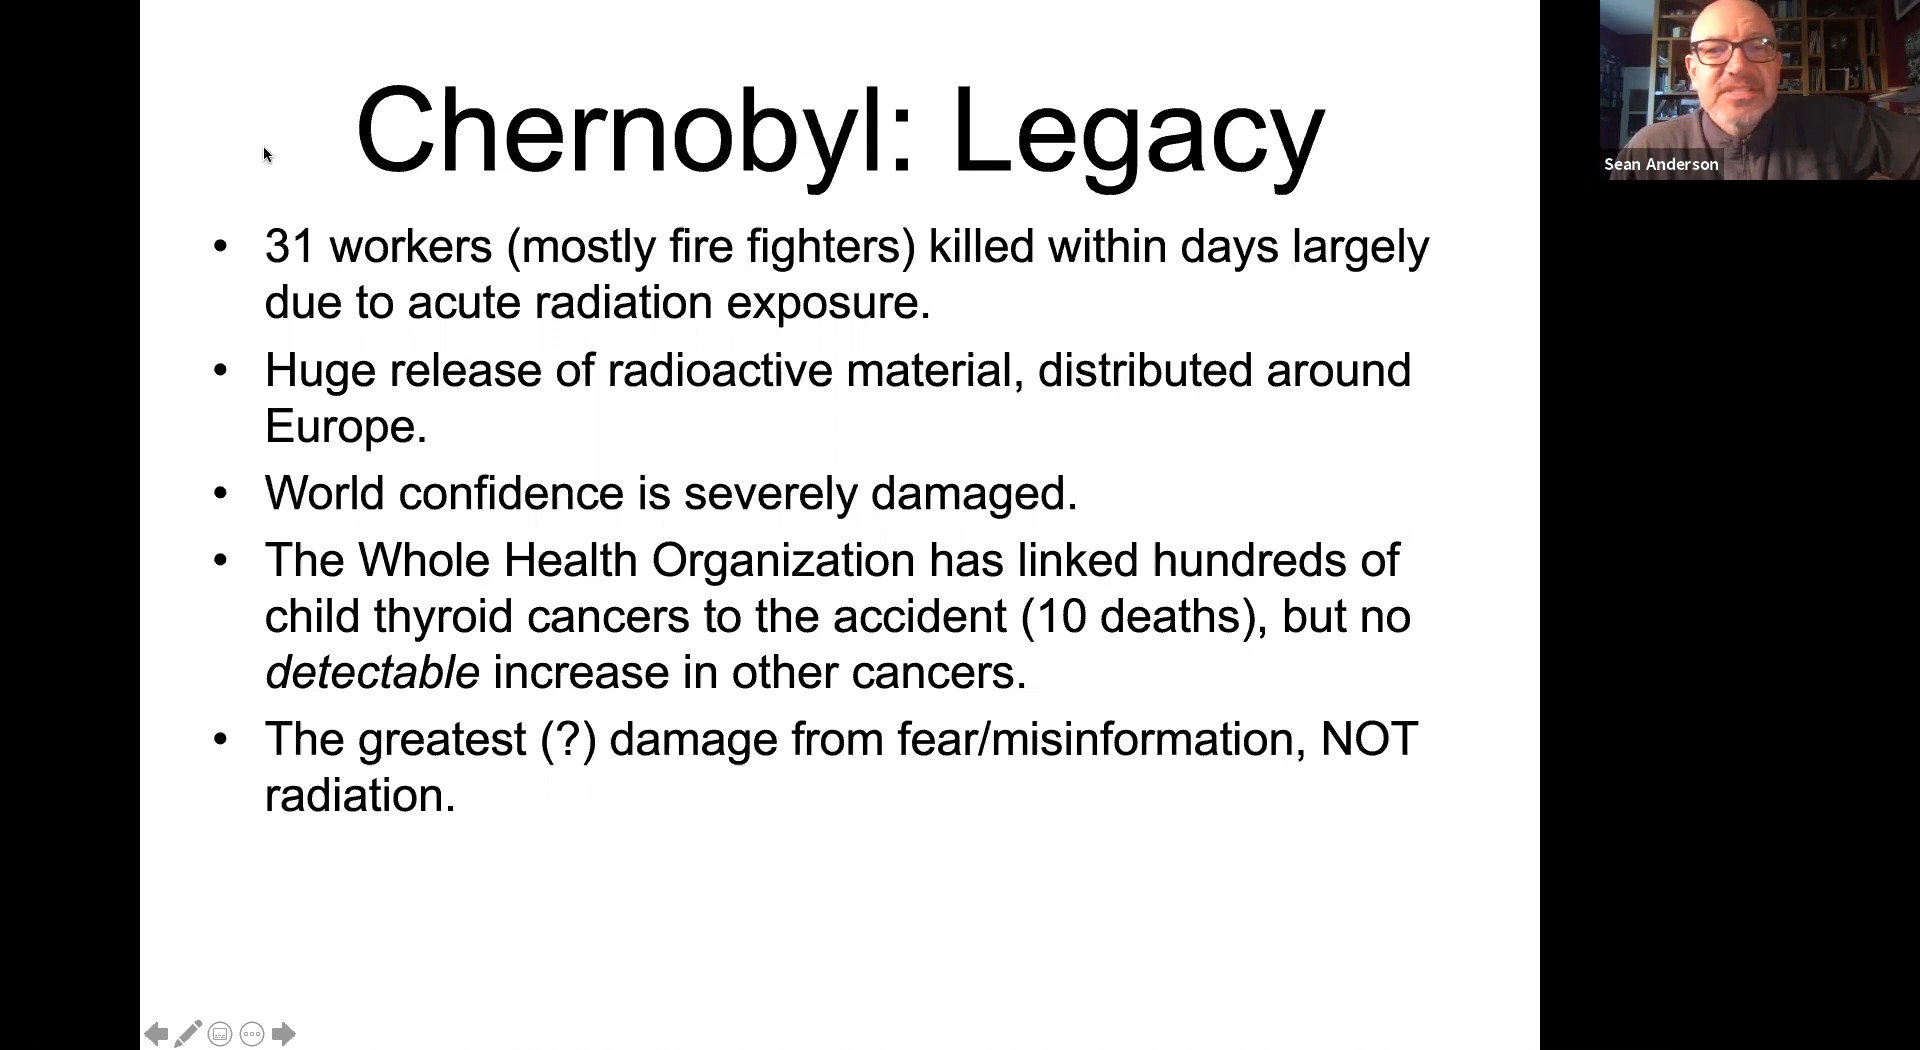 Chernobyl: Legacy
• 31 workers (mostly fire fighters) killed within days largely
due to acute radiation exposure.
• Huge release of radioactive material, distributed around
Europe.
• World confidence is severely damaged.
• The Whole Health Organization has linked hundreds of
child thyroid cancers to the accident (10 deaths), but no
detectable increase in other cancers.
• The greatest (?) damage from fear/misinformation, NOT
radiation.
Sean Anderson